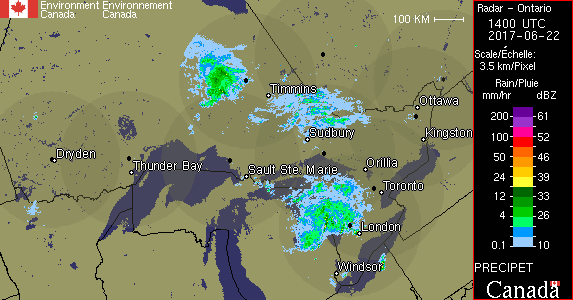 Environment Environnement
Canada Canada
100 KM
Timmins
Ottawa
Sudbury
Kingston
Dryden
Thunder Bay
Sault Ste. Marie
Orillia
Toronto
London
Windsor
Radar - Ontario
1400 UTC
2017-06-22
Scale/Échelle:
3.5 km/Pixel
Rain/Pluie
mm/hr dBZ
200 61
100 55
50 46
24 39
12 33
4 26
0.1 10
PRECIPET
Canada